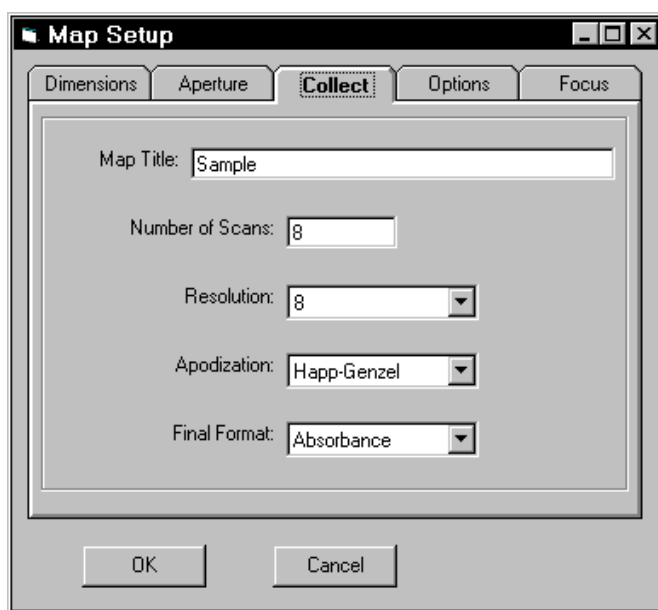 Map Setup
Dimensions Aperture Collect Options Focus
Map Title: Sample
Number of Scans: 8
Resolution: 8
Apodization: Happ-Genzel
Final Format: Absorbance
OK Cancel